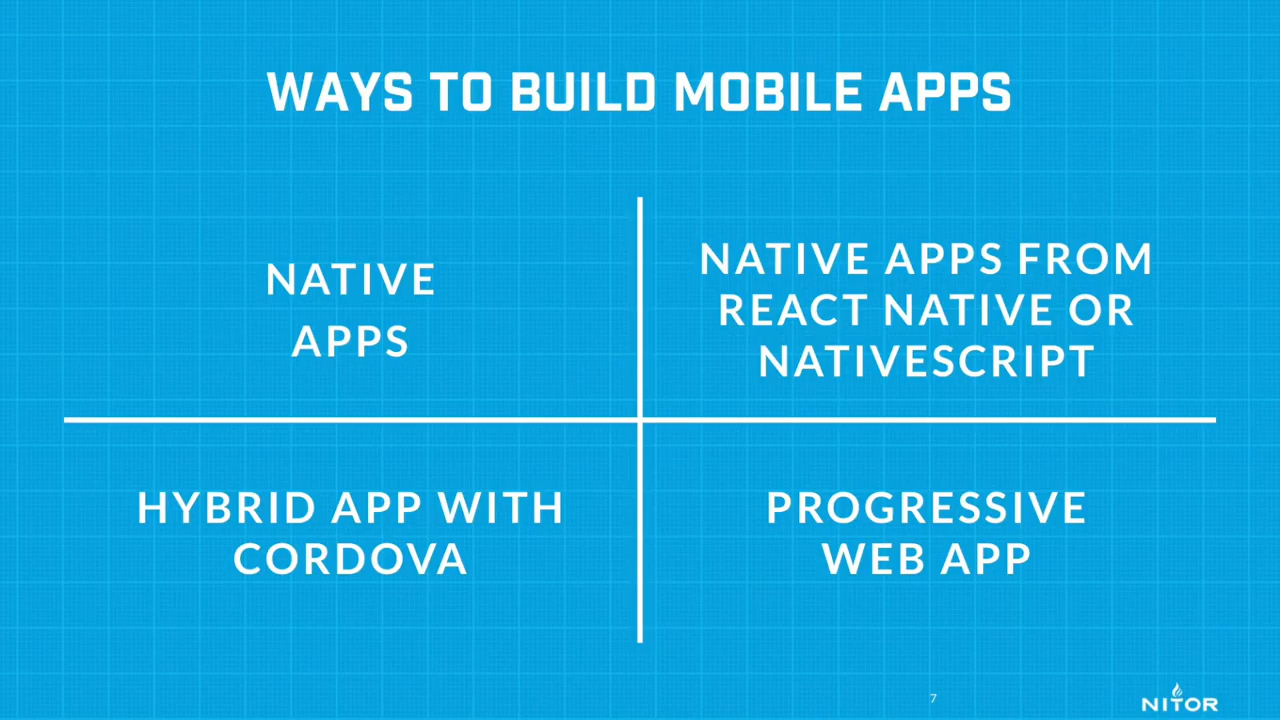 WAYS TO BUILD MOBILE APPS
NATIVE
APPS
NATIVE APPS FROM
REACT NATIVE OR
NATIVESCRIPT
HYBRID APP WITH
CORDOVA
PROGRESSIVE
WEB APP
7
NITOR